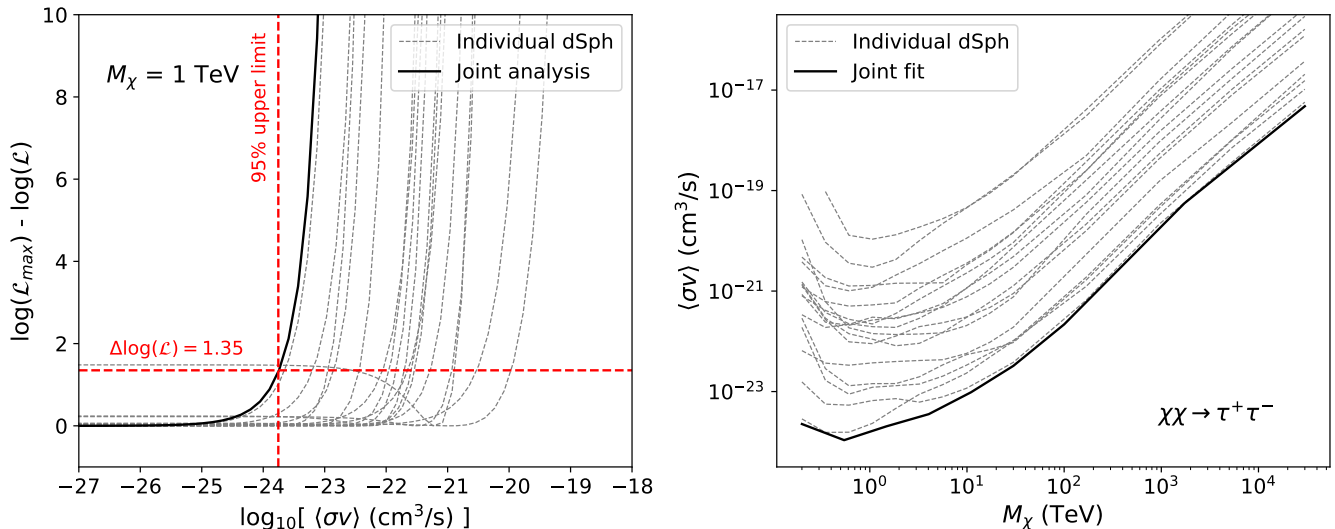 10
8
6
4
2
0
log(ℒmax) - log(ℒ)
Mχ = 1 TeV
95% upper limit
Individual dSph
Joint analysis
Δlog(ℒ) = 1.35
−27 −26 −25 −24 −23 −22 −21 −20 −19 −18
log₁₀[ ⟨σv⟩ (cm³/s) ]
Individual dSph
Joint fit
10⁻¹⁷
10⁻¹⁹
10⁻²¹
10⁻²³
⟨σv⟩ (cm³/s)
χχ → τ⁺τ⁻
10⁰ 10¹ 10² 10³ 10⁴
Mχ (TeV)